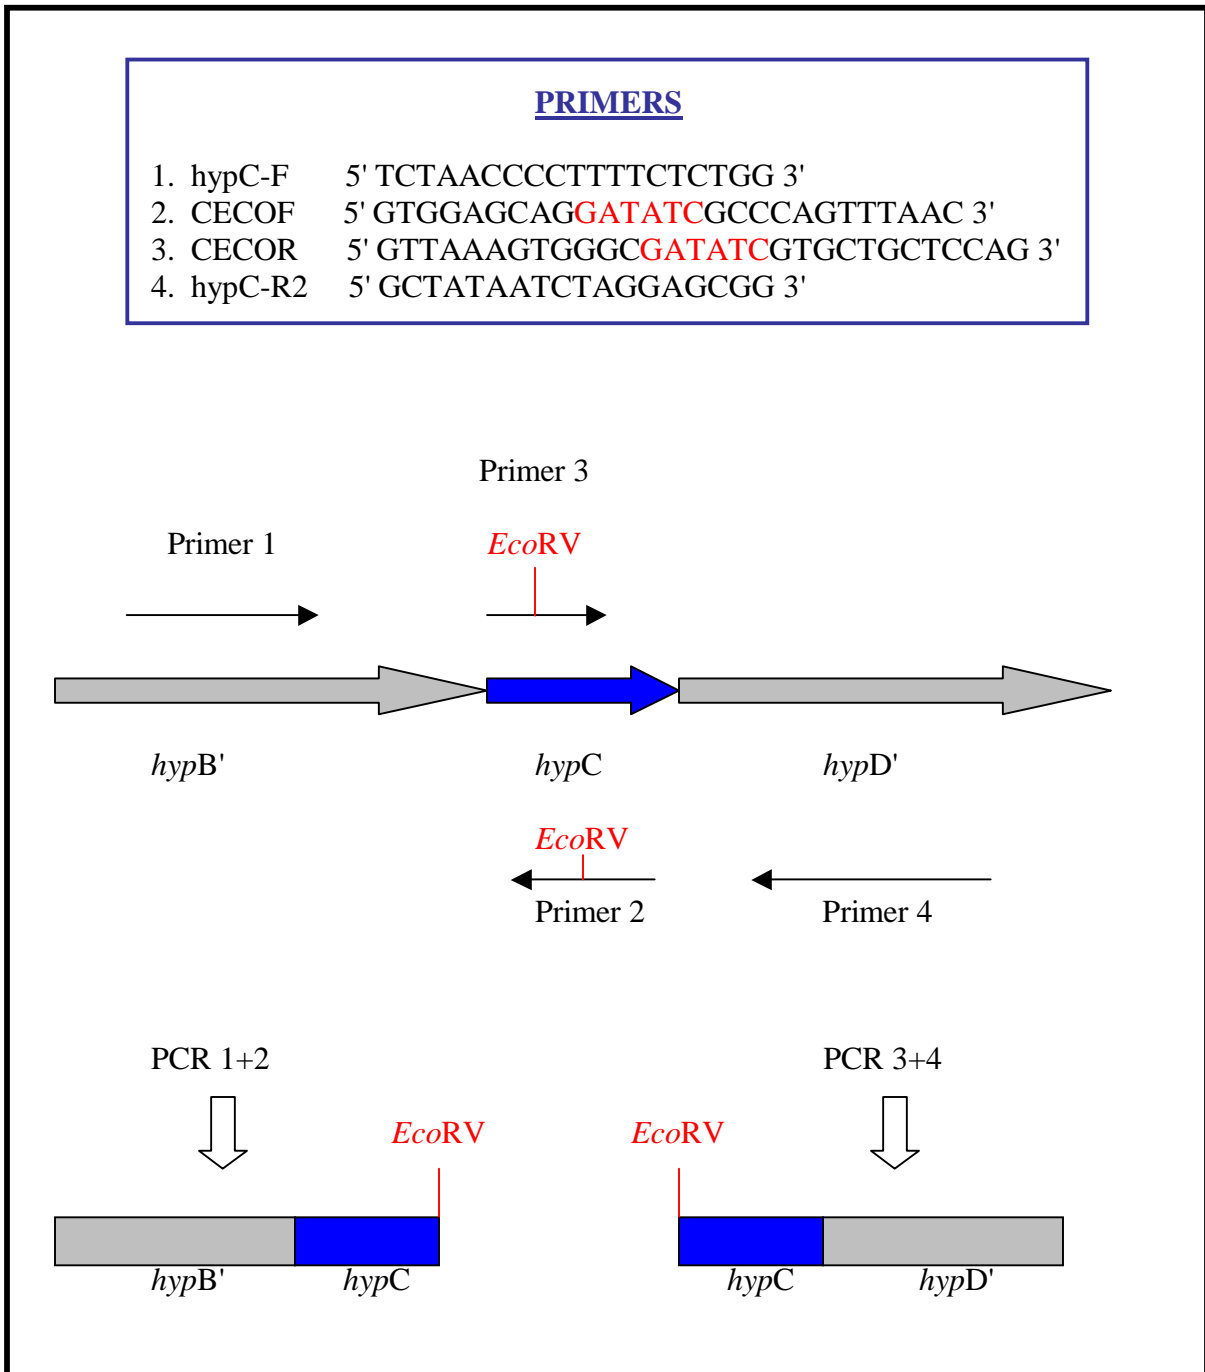 PRIMERS
1. hypC-F 5' TCTAACCCCTTTTCTCTGG 3'
2. CECOF 5' GTGGAGCAGGATATCGCCCAGTTTAAC 3'
3. CECOR 5' GTTAAAGTGGGCGATATCGTGCTGCTCCAG 3'
4. hypC-R2 5' GCTATAATCTAGGAGCGG 3'
Primer 3
Primer 1 EcoRV
hypB' hypC hypD'
EcoRV
Primer 2 Primer 4
PCR 1+2 PCR 3+4
EcoRV EcoRV
hypB' hypC hypC hypD'